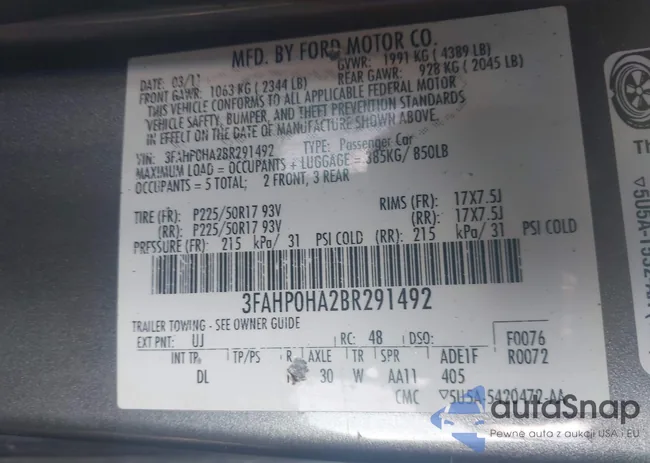 MFD. BY FORD MOTOR CO.
DATE: 03/11
GVWR: 1991 KG ( 4389 LB)
FRONT GAWR: 1063 KG ( 2344 LB)
REAR GAWR: 928 KG ( 2045 LB)
THIS VEHICLE CONFORMS TO ALL APPLICABLE FEDERAL MOTOR
VEHICLE SAFETY, BUMPER, AND THEFT PREVENTION STANDARDS
IN EFFECT ON THE DATE OF MANUFACTURE SHOWN ABOVE.
VIN: 3FAHP0HA2BR291492 TYPE: Passenger Car
MAXIMUM LOAD = OCCUPANTS + LUGGAGE = 385KG/ 850LB
OCCUPANTS = 5 TOTAL; 2 FRONT, 3 REAR
TIRE (FR): P225/50R17 93V RIMS (FR): 17X7.5J
(RR): P225/50R17 93V (RR): 17X7.5J
PRESSURE (FR): 215 kPa/ 31 PSI COLD (RR): 215 kPa/ 31 PSI COLD
3FAHP0HA2BR291492
TRAILER TOWING - SEE OWNER GUIDE
EXT PNT: UJ RC: 48 DSO: F0076
INT TR TP/PS R AXLE TR SPR ADE1F R0072
DL 30 W AA11 405
CMC ▽5U5A-5420472-AA
TH
autoSnap
Pewne auta z aukcji USA i EU